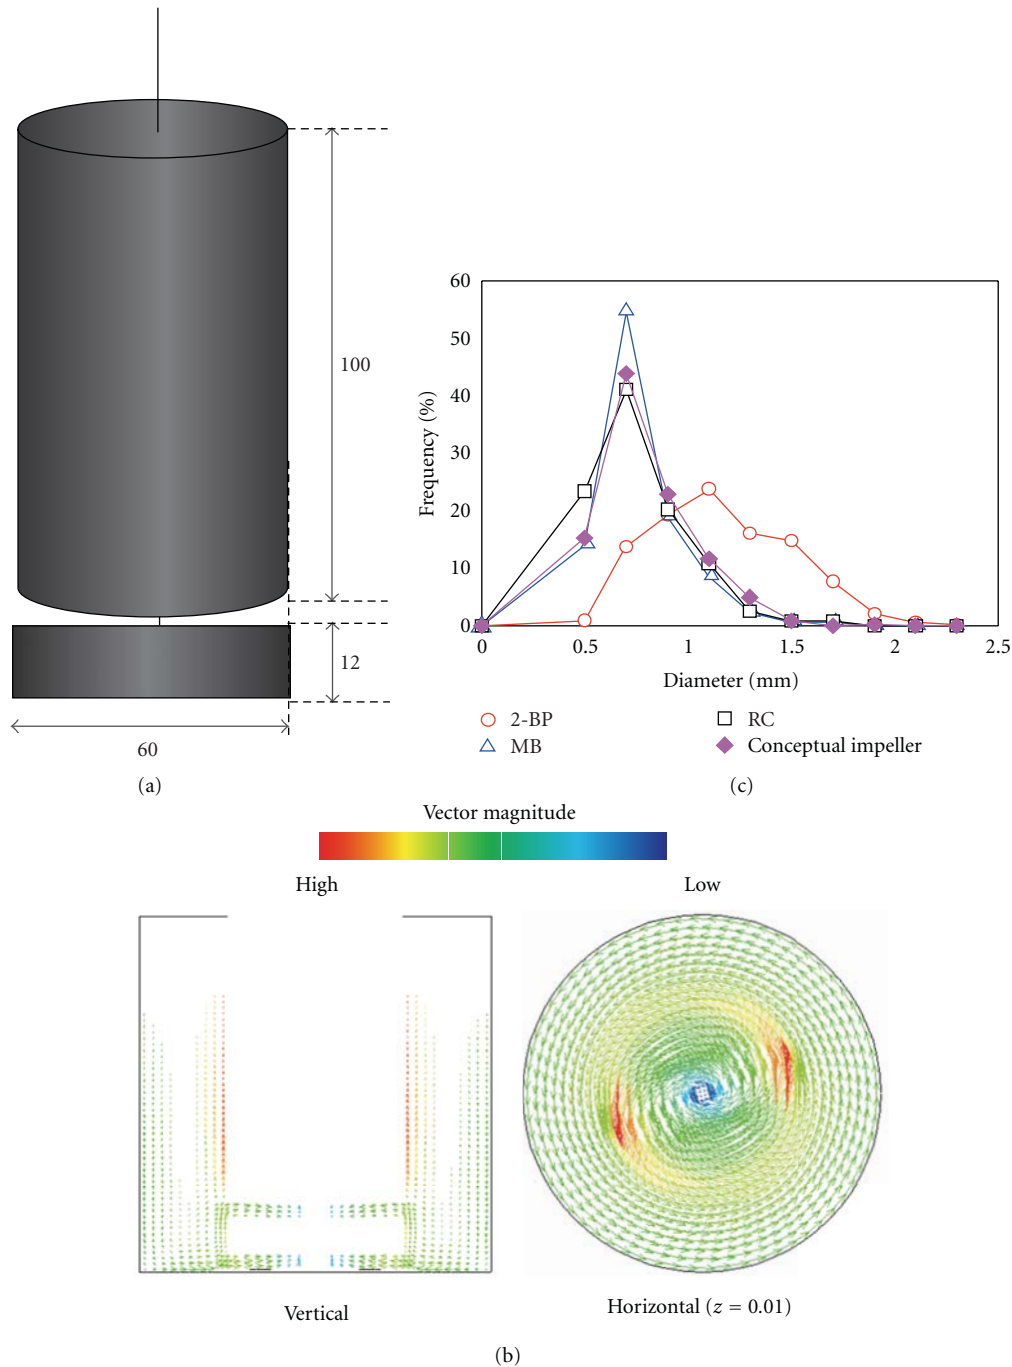 100
12
60
(a)
60
50
40
30
20
10
0
Frequency (%)
0 0.5 1 1.5 2 2.5
Diameter (mm)
2-BP RC
MB Conceptual impeller
(c)
Vector magnitude
High Low
Vertical Horizontal (z = 0.01)
(b)